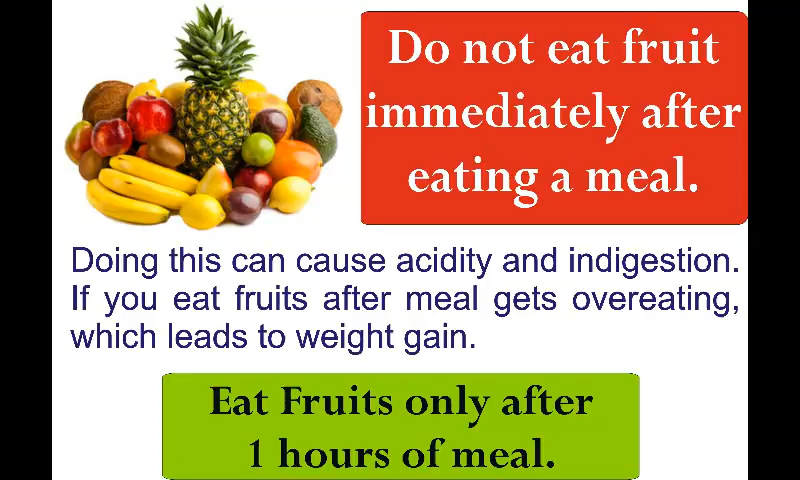 Do not eat fruit
immediately after
eating a meal.
Doing this can cause acidity and indigestion.
If you eat fruits after meal gets overeating,
which leads to weight gain.
Eat Fruits only after
1 hours of meal.